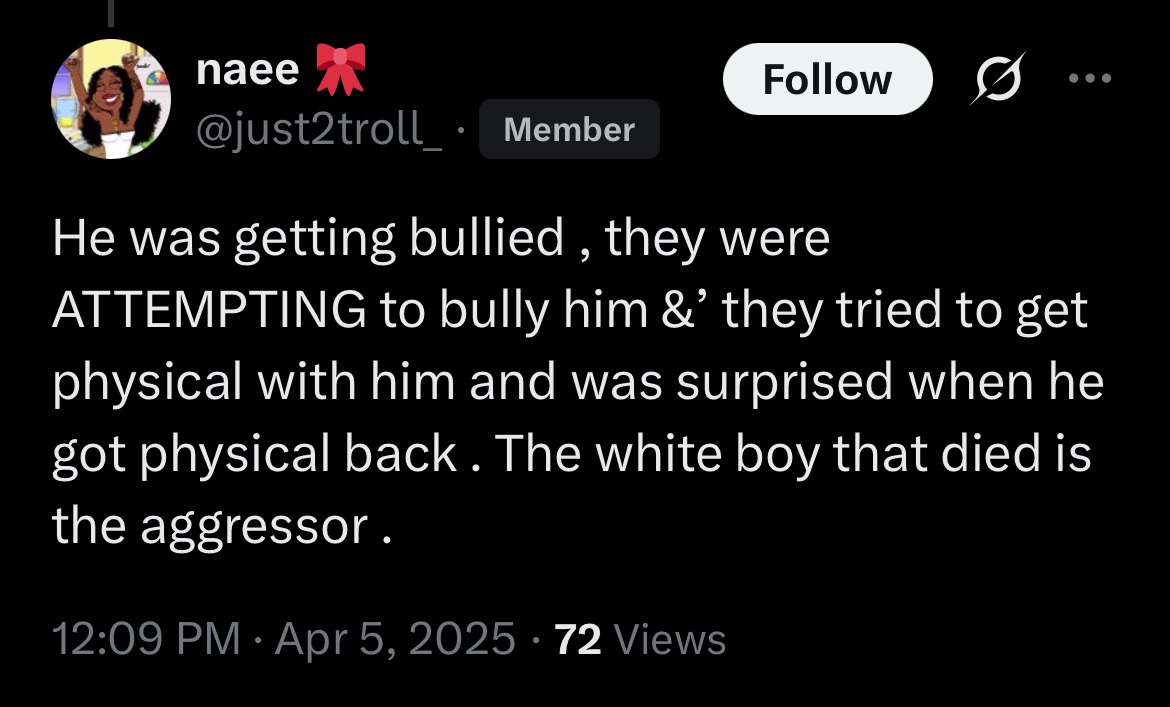 naee 🎀
Follow
@just2troll_ · Member
He was getting bullied , they were
ATTEMPTING to bully him &’ they tried to get
physical with him and was surprised when he
got physical back . The white boy that died is
the aggressor .
12:09 PM · Apr 5, 2025 · 72 Views